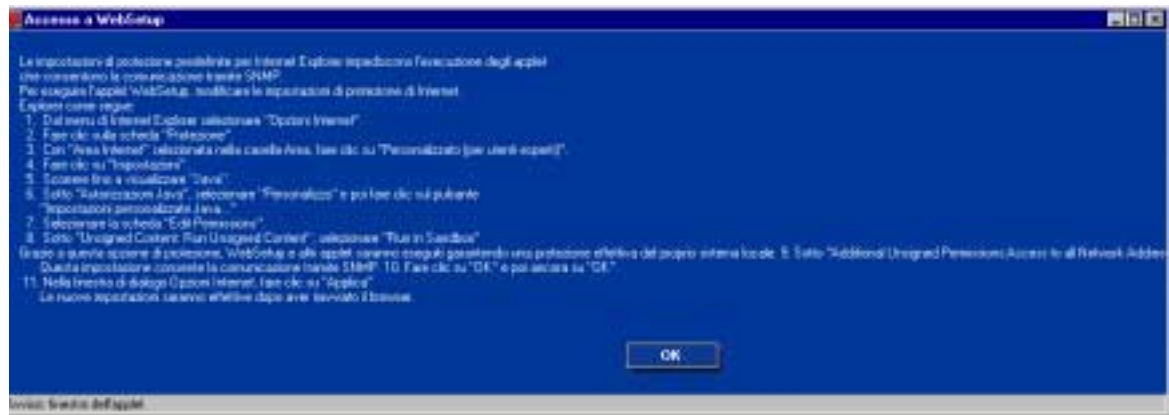 Accesso a WebSetup
Le impostazioni di protezione predefinite per Internet Explorer impediscono l'esecuzione degli applet
che consentono la comunicazione tramite SNMP.
Per eseguire l'applet WebSetup, modificare le impostazioni di protezione di Internet
Explorer come segue:
1. Dal menu di Internet Explorer selezionare "Opzioni Internet"
2. Fare clic sulla scheda "Protezione"
3. Con "Area Internet" selezionata nella casella Area, fare clic su "Personalizzato (per utenti esperti)".
4. Fare clic su "Impostazioni"
5. Scorrere fino a visualizzare "Java"
6. Sotto "Autorizzazioni Java", selezionare "Personalizza" e poi fare clic sul pulsante
"Impostazioni personalizzate Java..."
7. Selezionare la scheda "Edit Permissions"
8. Sotto "Unsigned Content: Run Unsigned Content", selezionare "Run in Sandbox"
Grazie a questa opzione di protezione, WebSetup e altri applet saranno eseguiti garantendo una protezione effettiva del proprio sistema locale. 9. Sotto "Additional Unsigned Permissions:Access to all Network Addres
Questa impostazione consente la comunicazione tramite SNMP. 10. Fare clic su "OK" e poi ancora su "OK".
11. Nella finestra di dialogo Opzioni Internet, fare clic su "Applica"
Le nuove impostazioni saranno effettive dopo aver riavviato il browser.
OK
finestra dell'applet